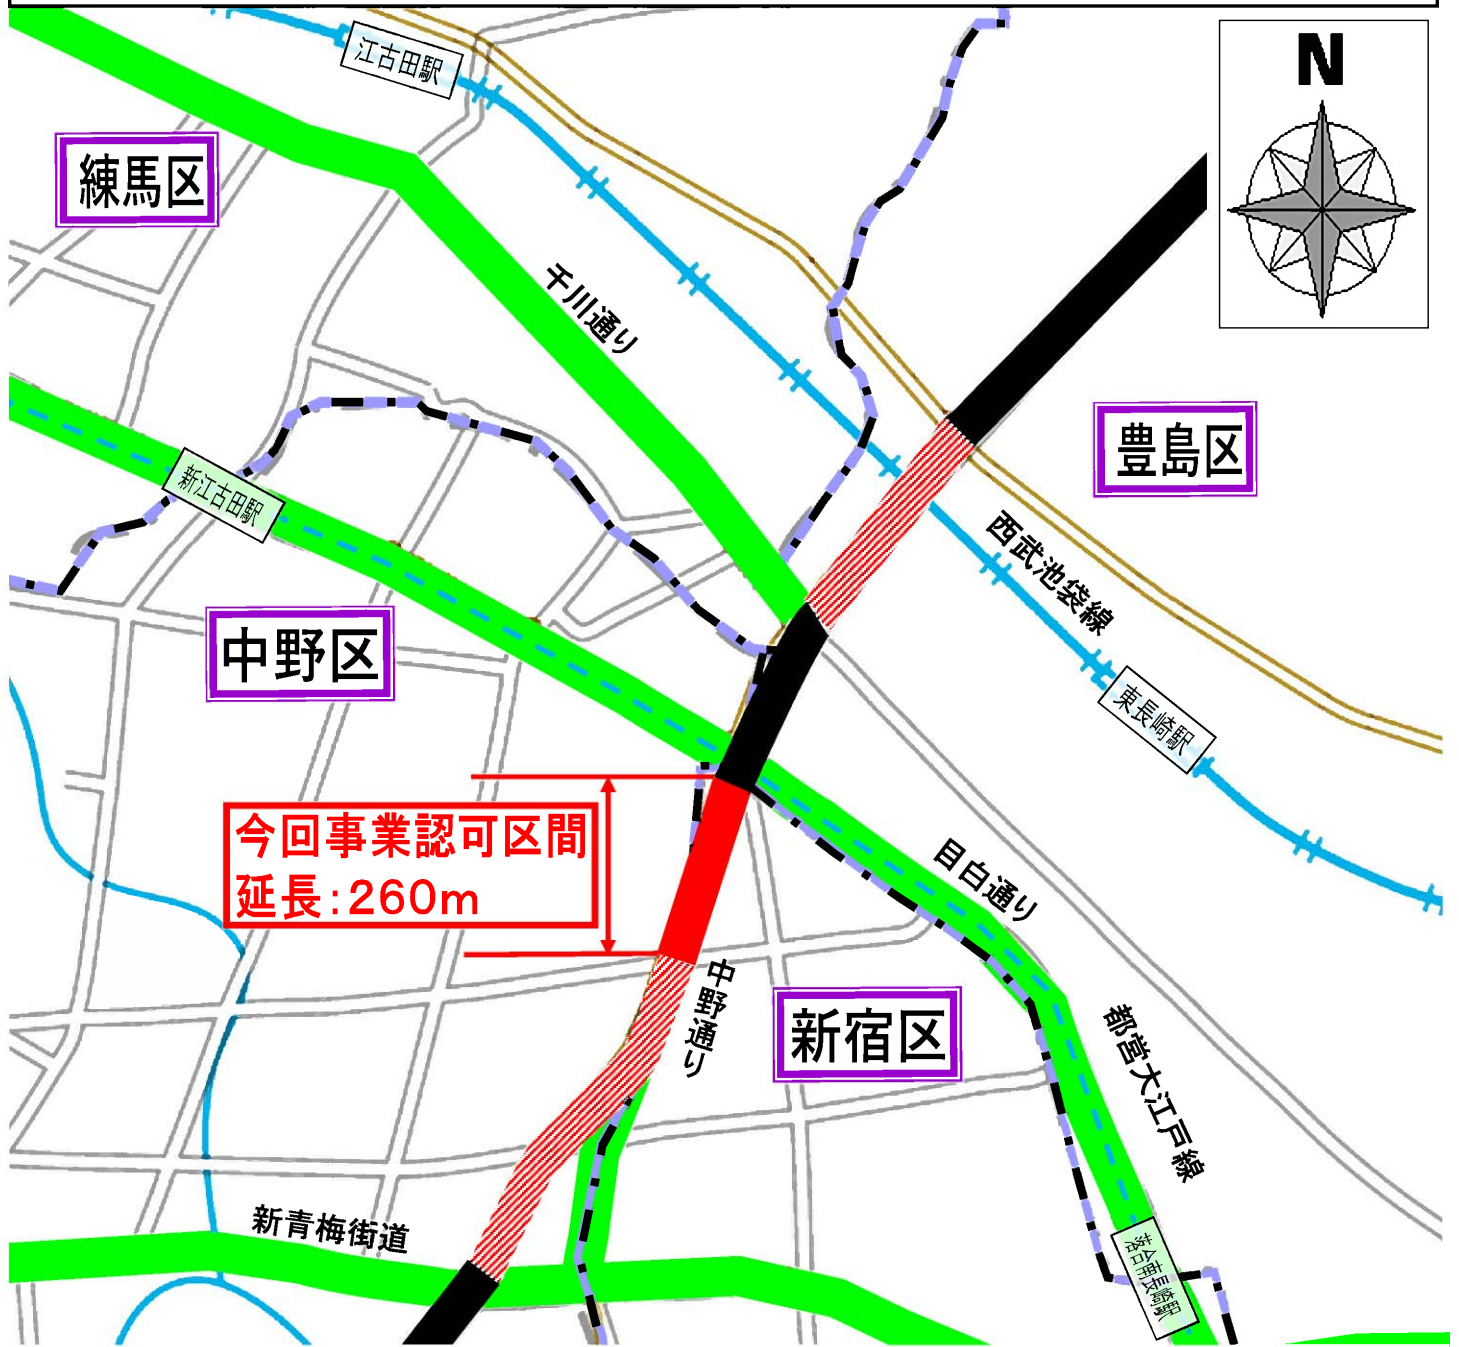 江古田駅
N
練馬区
千川通り
豊島区
新江古田駅
西武池袋線
中野区
東長崎駅
今回事業認可区間
延長:260m
目白通り
中野通り
新宿区
都営大江戸線
新青梅街道
落合南長崎駅